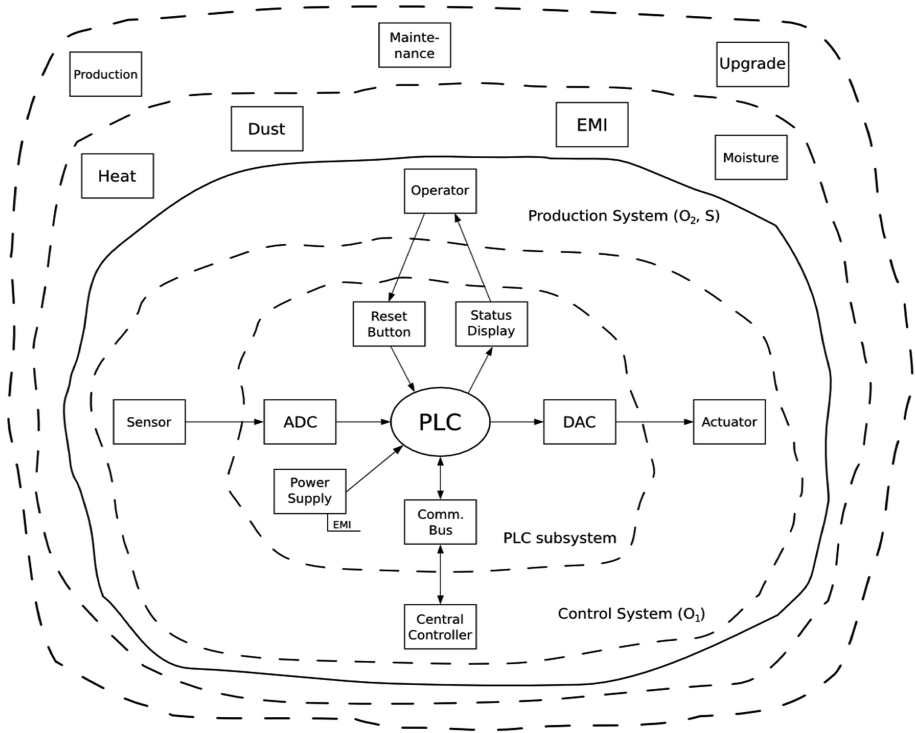 Mainte-
nance
Production
Upgrade
Dust
EMI
Heat
Moisture
Operator
Production System (O₂, S)
Reset
Button
Status
Display
Sensor
ADC
PLC
DAC
Actuator
Power
Supply
EMI
Comm.
Bus
PLC subsystem
Control System (O₁)
Central
Controller